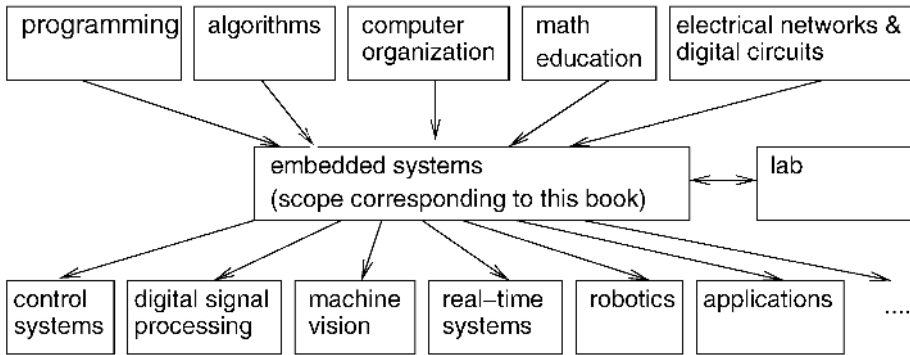 programming
algorithms
computer
organization
math
education
electrical networks &
digital circuits
embedded systems
(scope corresponding to this book)
lab
control
systems
digital signal
processing
machine
vision
real–time
systems
robotics
applications
....